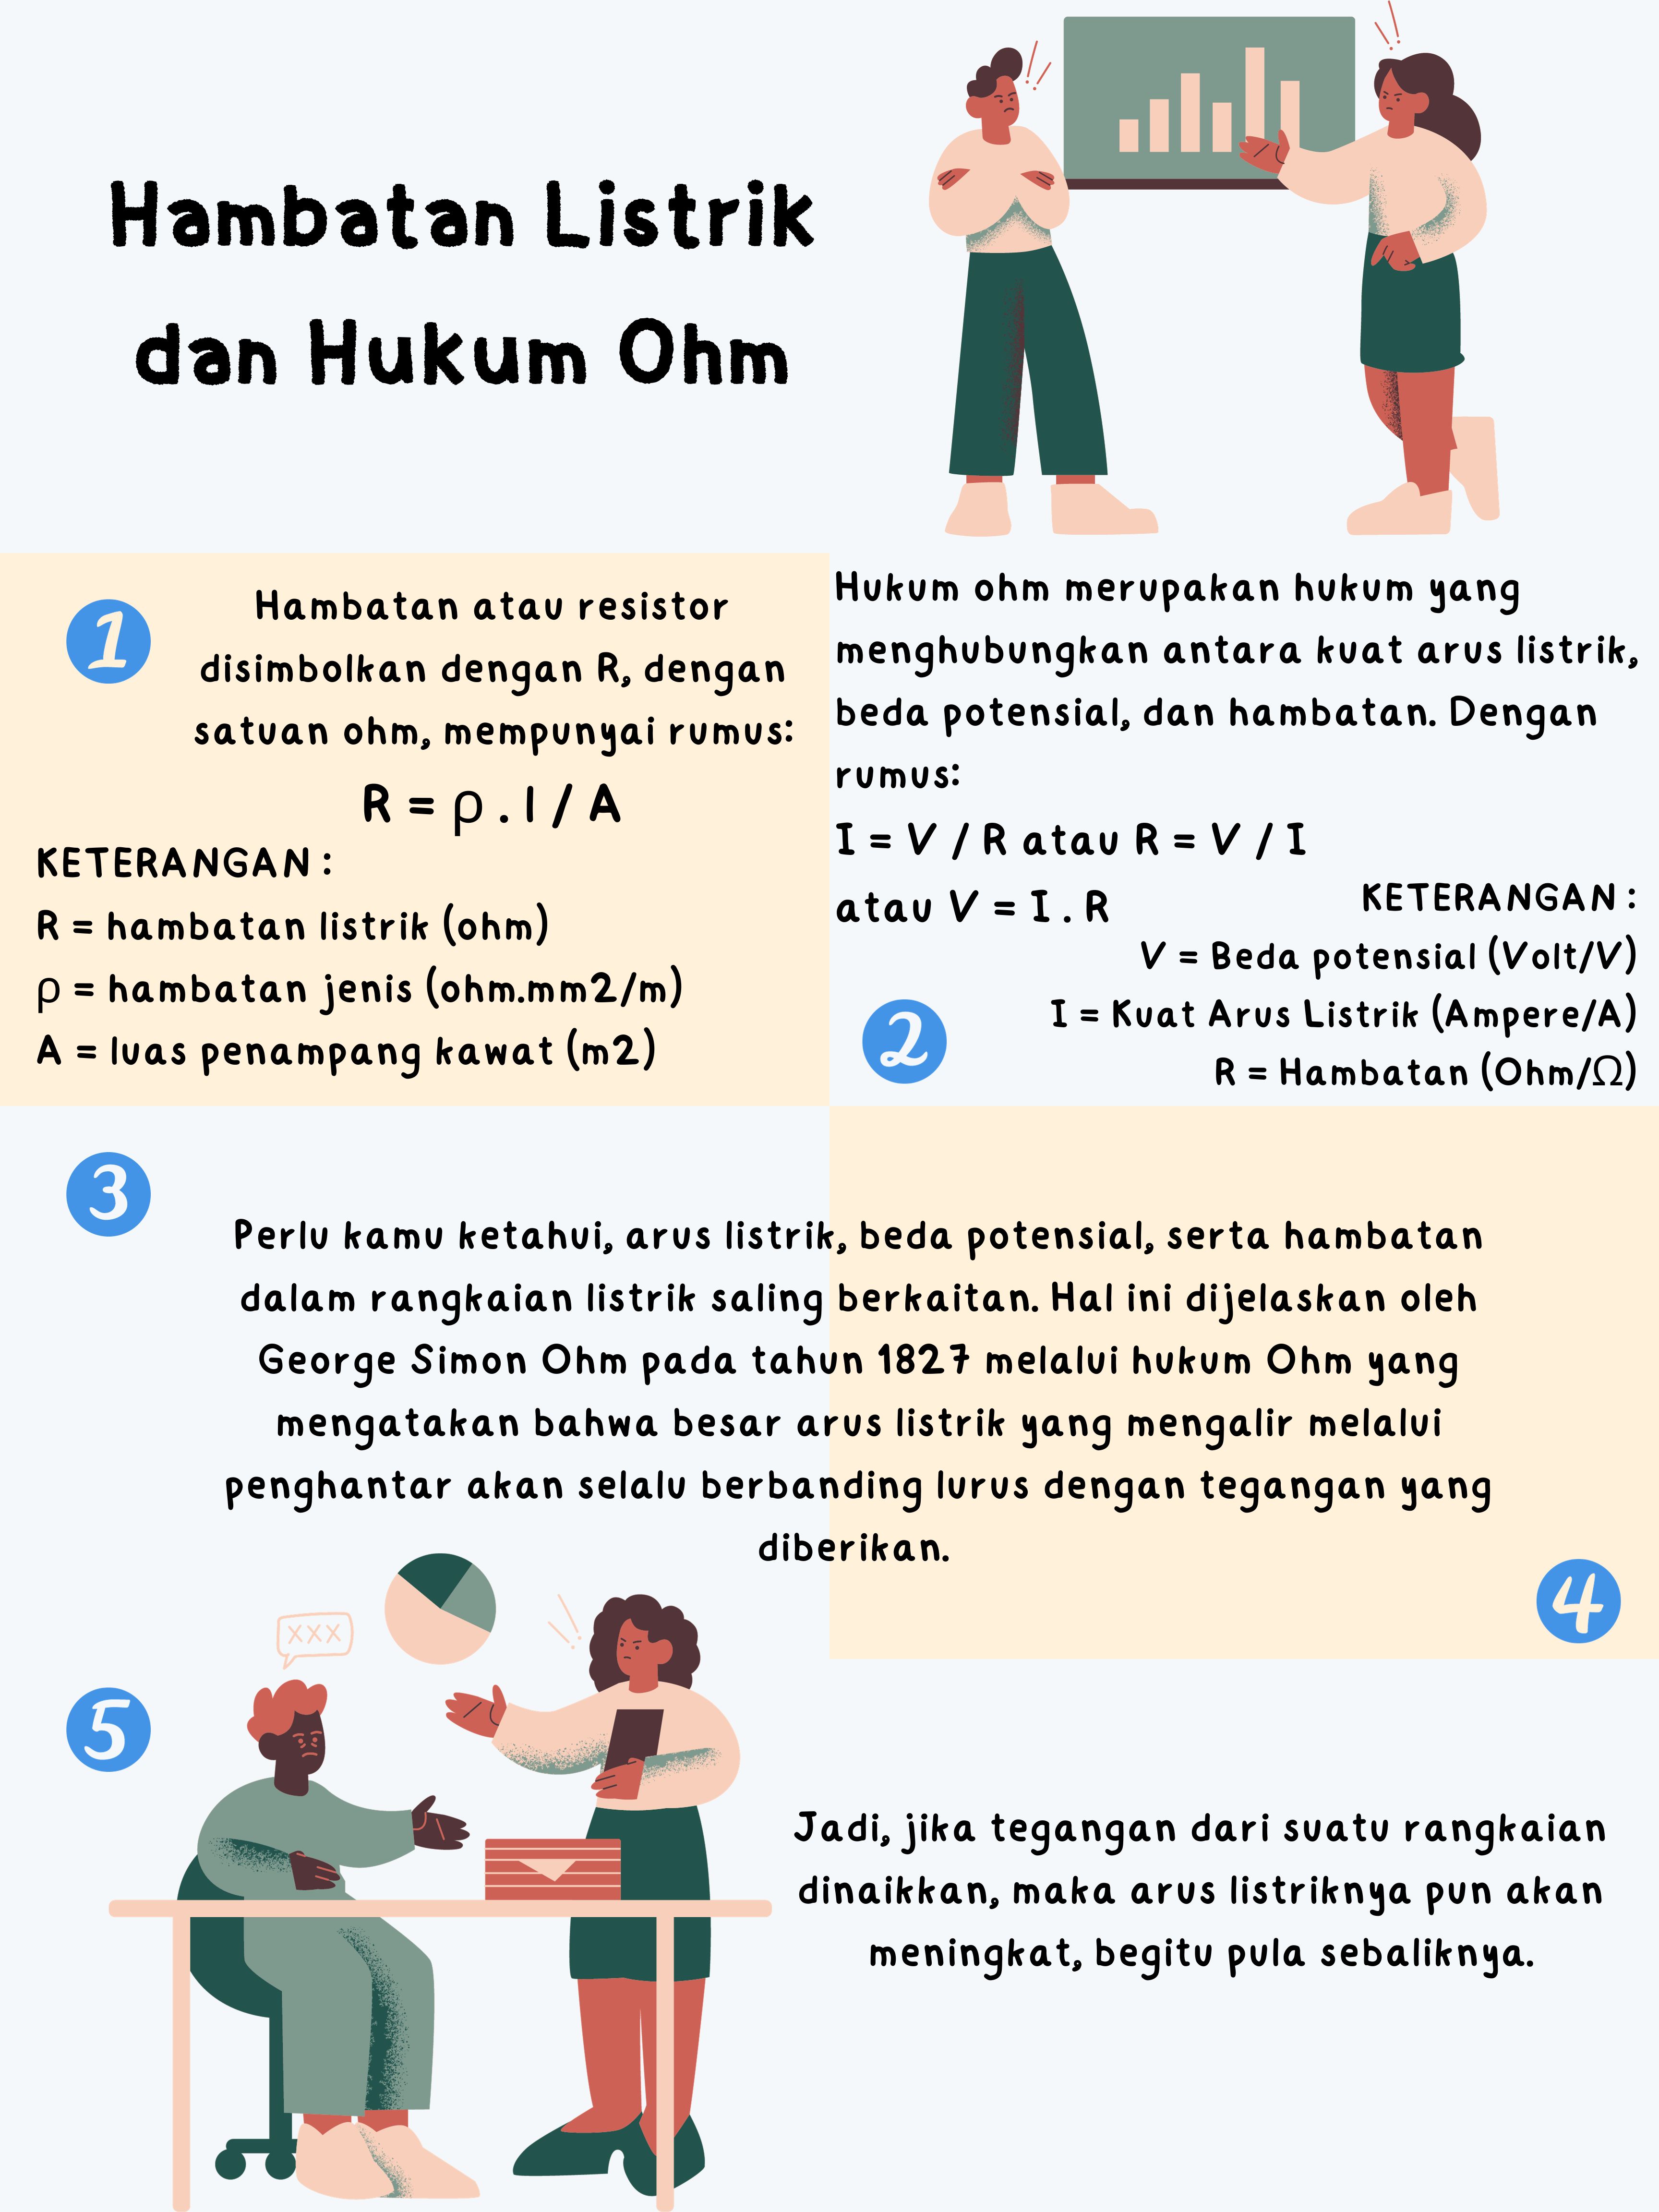 Hambatan Listrik
dan Hukum Ohm
1
Hambatan atau resistor
disimbolkan dengan R, dengan
satuan ohm, mempunyai rumus:
R = ρ . l / A
KETERANGAN :
R = hambatan listrik (ohm)
ρ = hambatan jenis (ohm.mm2/m)
A = luas penampang kawat (m2)
Hukum ohm merupakan hukum yang
menghubungkan antara kuat arus listrik,
beda potensial, dan hambatan. Dengan
rumus:
I = V / R atau R = V / I
atau V = I . R
KETERANGAN :
V = Beda potensial (Volt/V)
I = Kuat Arus Listrik (Ampere/A)
R = Hambatan (Ohm/Ω)
2
3
Perlu kamu ketahui, arus listrik, beda potensial, serta hambatan
dalam rangkaian listrik saling berkaitan. Hal ini dijelaskan oleh
George Simon Ohm pada tahun 1827 melalui hukum Ohm yang
mengatakan bahwa besar arus listrik yang mengalir melalui
penghantar akan selalu berbanding lurus dengan tegangan yang
diberikan.
4
XXX
5
Jadi, jika tegangan dari suatu rangkaian
dinaikkan, maka arus listriknya pun akan
meningkat, begitu pula sebaliknya.